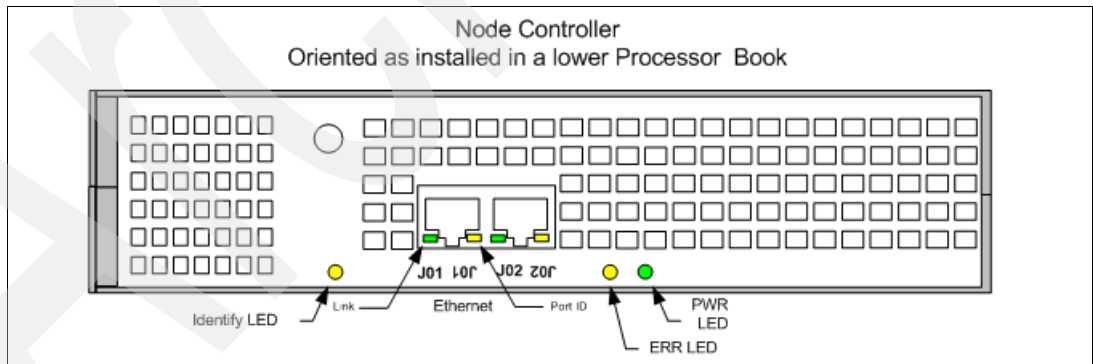 Node Controller
Oriented as installed in a lower Processor Book
J01 J01 J02 J02
Link
Ethernet
Port ID
PWR
LED
Identify LED
ERR LED